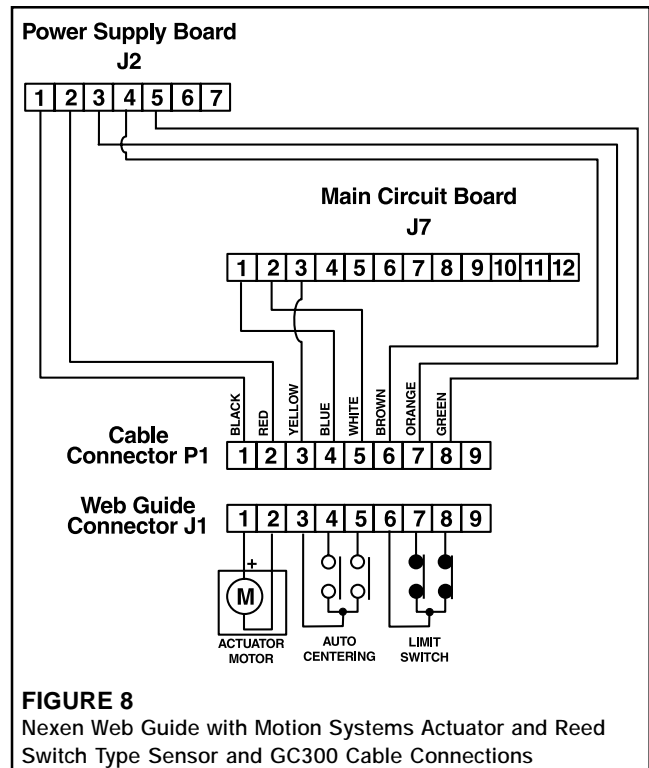 Power Supply Board
J2
1 2 3 4 5 6 7
Main Circuit Board
J7
1 2 3 4 5 6 7 8 9 10 11 12
BLACK RED YELLOW BLUE WHITE BROWN ORANGE GREEN
Cable
Connector P1
1 2 3 4 5 6 7 8 9
Web Guide
Connector J1
1 2 3 4 5 6 7 8 9
+
M
ACTUATOR
MOTOR
AUTO
CENTERING
LIMIT
SWITCH
FIGURE 8
Nexen Web Guide with Motion Systems Actuator and Reed
Switch Type Sensor and GC300 Cable Connections